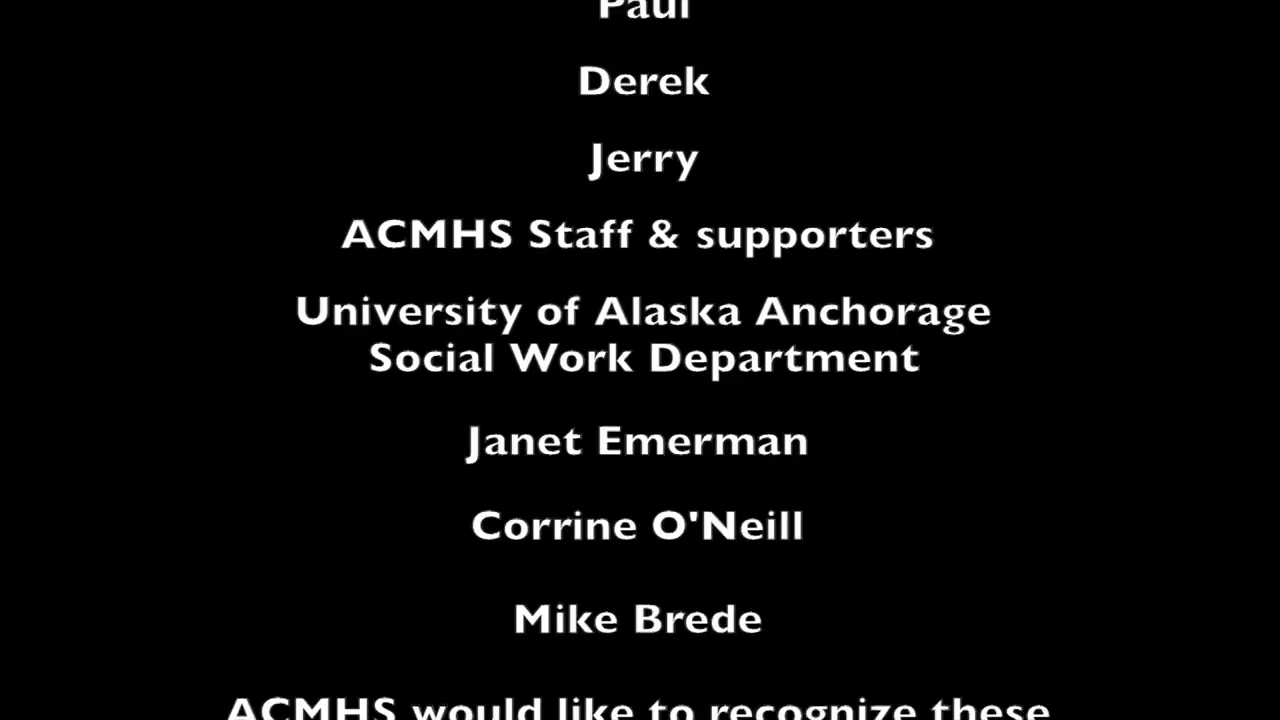 Paul
Derek
Jerry
ACMHS Staff & supporters
University of Alaska Anchorage
Social Work Department
Janet Emerman
Corrine O'Neill
Mike Brede
ACMHS would like to recognize these